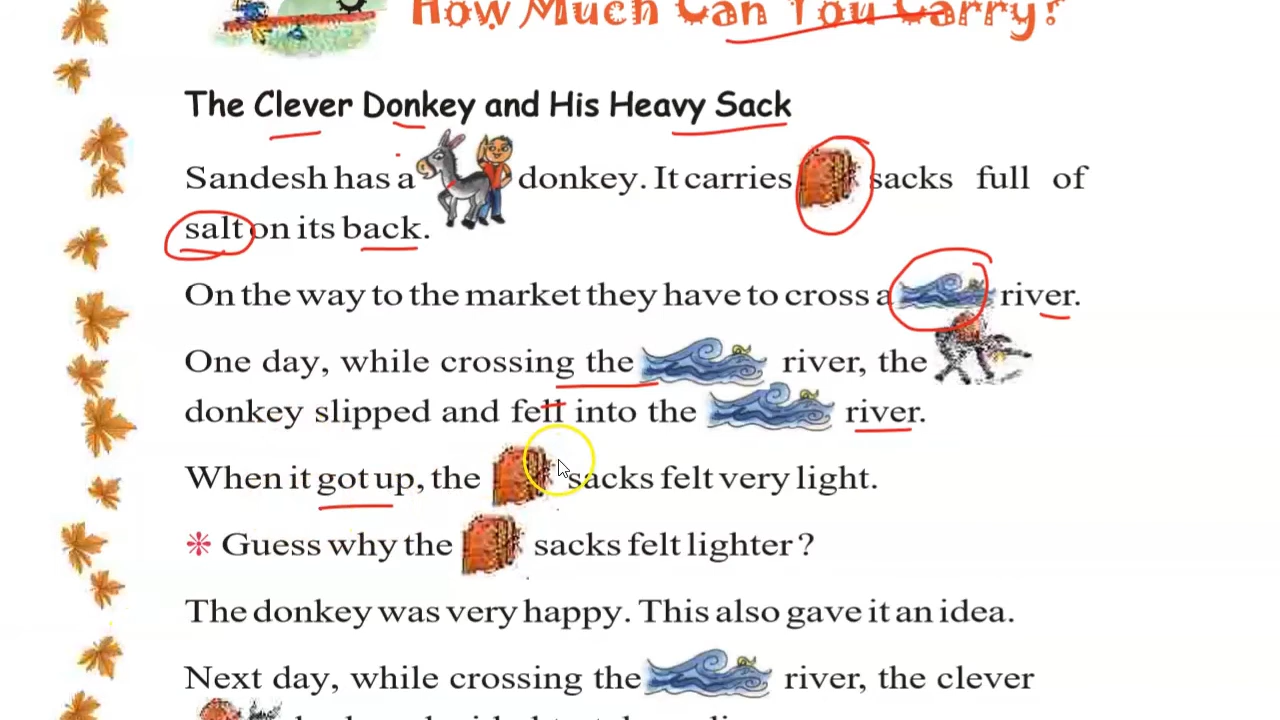 How Much Can You Carry?
The Clever Donkey and His Heavy Sack
Sandesh has a donkey. It carries sacks full of
salt on its back.
On the way to the market they have to cross a river.
One day, while crossing the river, the
donkey slipped and fell into the river.
When it got up, the sacks felt very light.
❊ Guess why the sacks felt lighter?
The donkey was very happy. This also gave it an idea.
Next day, while crossing the river, the clever